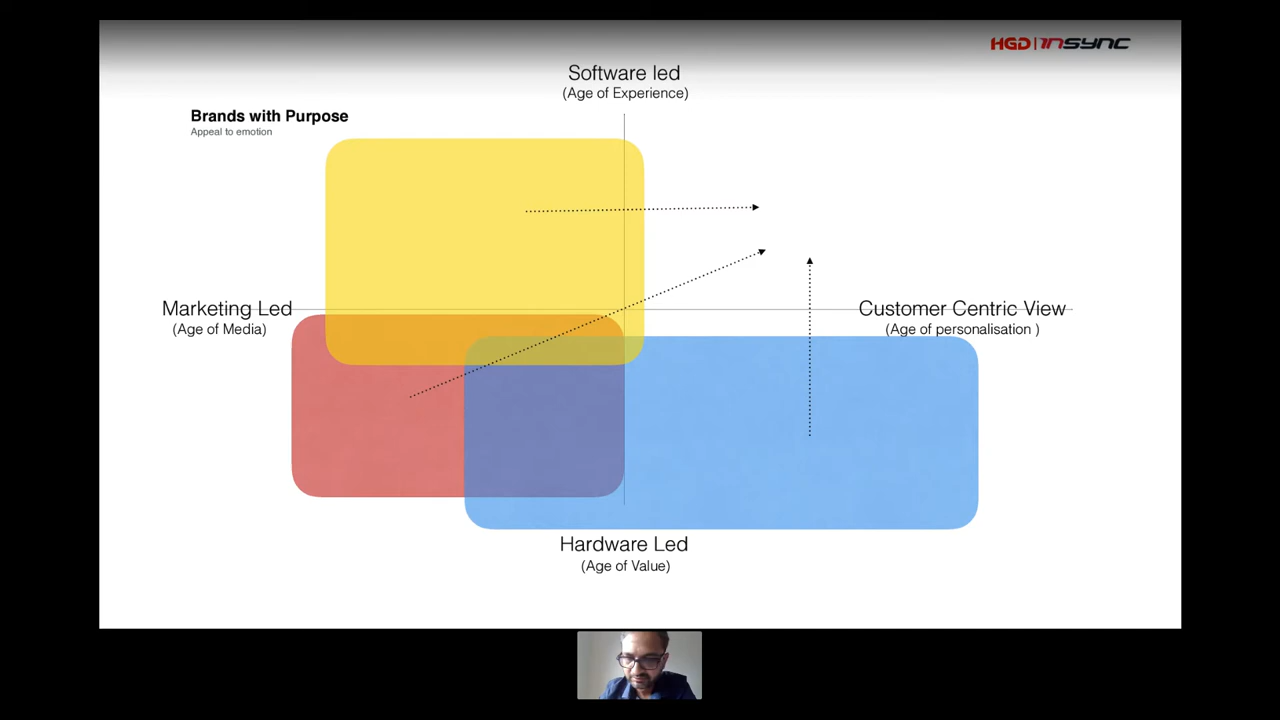 HGD | INSYNC
Software led
(Age of Experience)
Brands with Purpose
Appeal to emotion
Marketing Led
(Age of Media)
Customer Centric View
(Age of personalisation )
Hardware Led
(Age of Value)